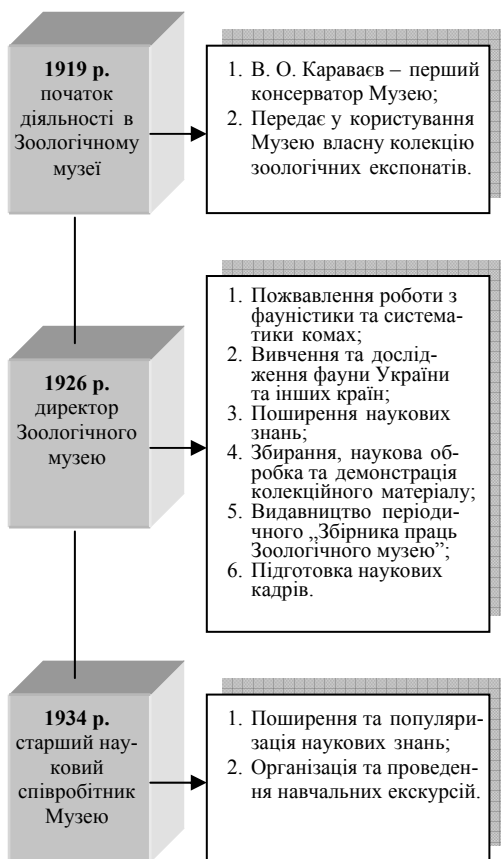 1919 р.
початок
діяльності в
Зоологічному
музеї
1. В. О. Караваєв – перший
консерватор Музею;
2. Передає у користування
Музею власну колекцію
зоологічних експонатів.
1926 р.
директор
Зоологічного
музею
1. Пожвавлення роботи з
фауністики та система-
тики комах;
2. Вивчення та дослід-
ження фауни України
та інших країн;
3. Поширення наукових
знань;
4. Збирання, наукова об-
робка та демонстрація
колекційного матеріалу;
5. Видавництво періоди-
чного „Збірника праць
Зоологічного музею”;
6. Підготовка наукових
кадрів.
1934 р.
старший нау-
ковий
співробітник
Музею
1. Поширення та популяри-
зація наукових знань;
2. Організація та проведен-
ня навчальних екскурсій.